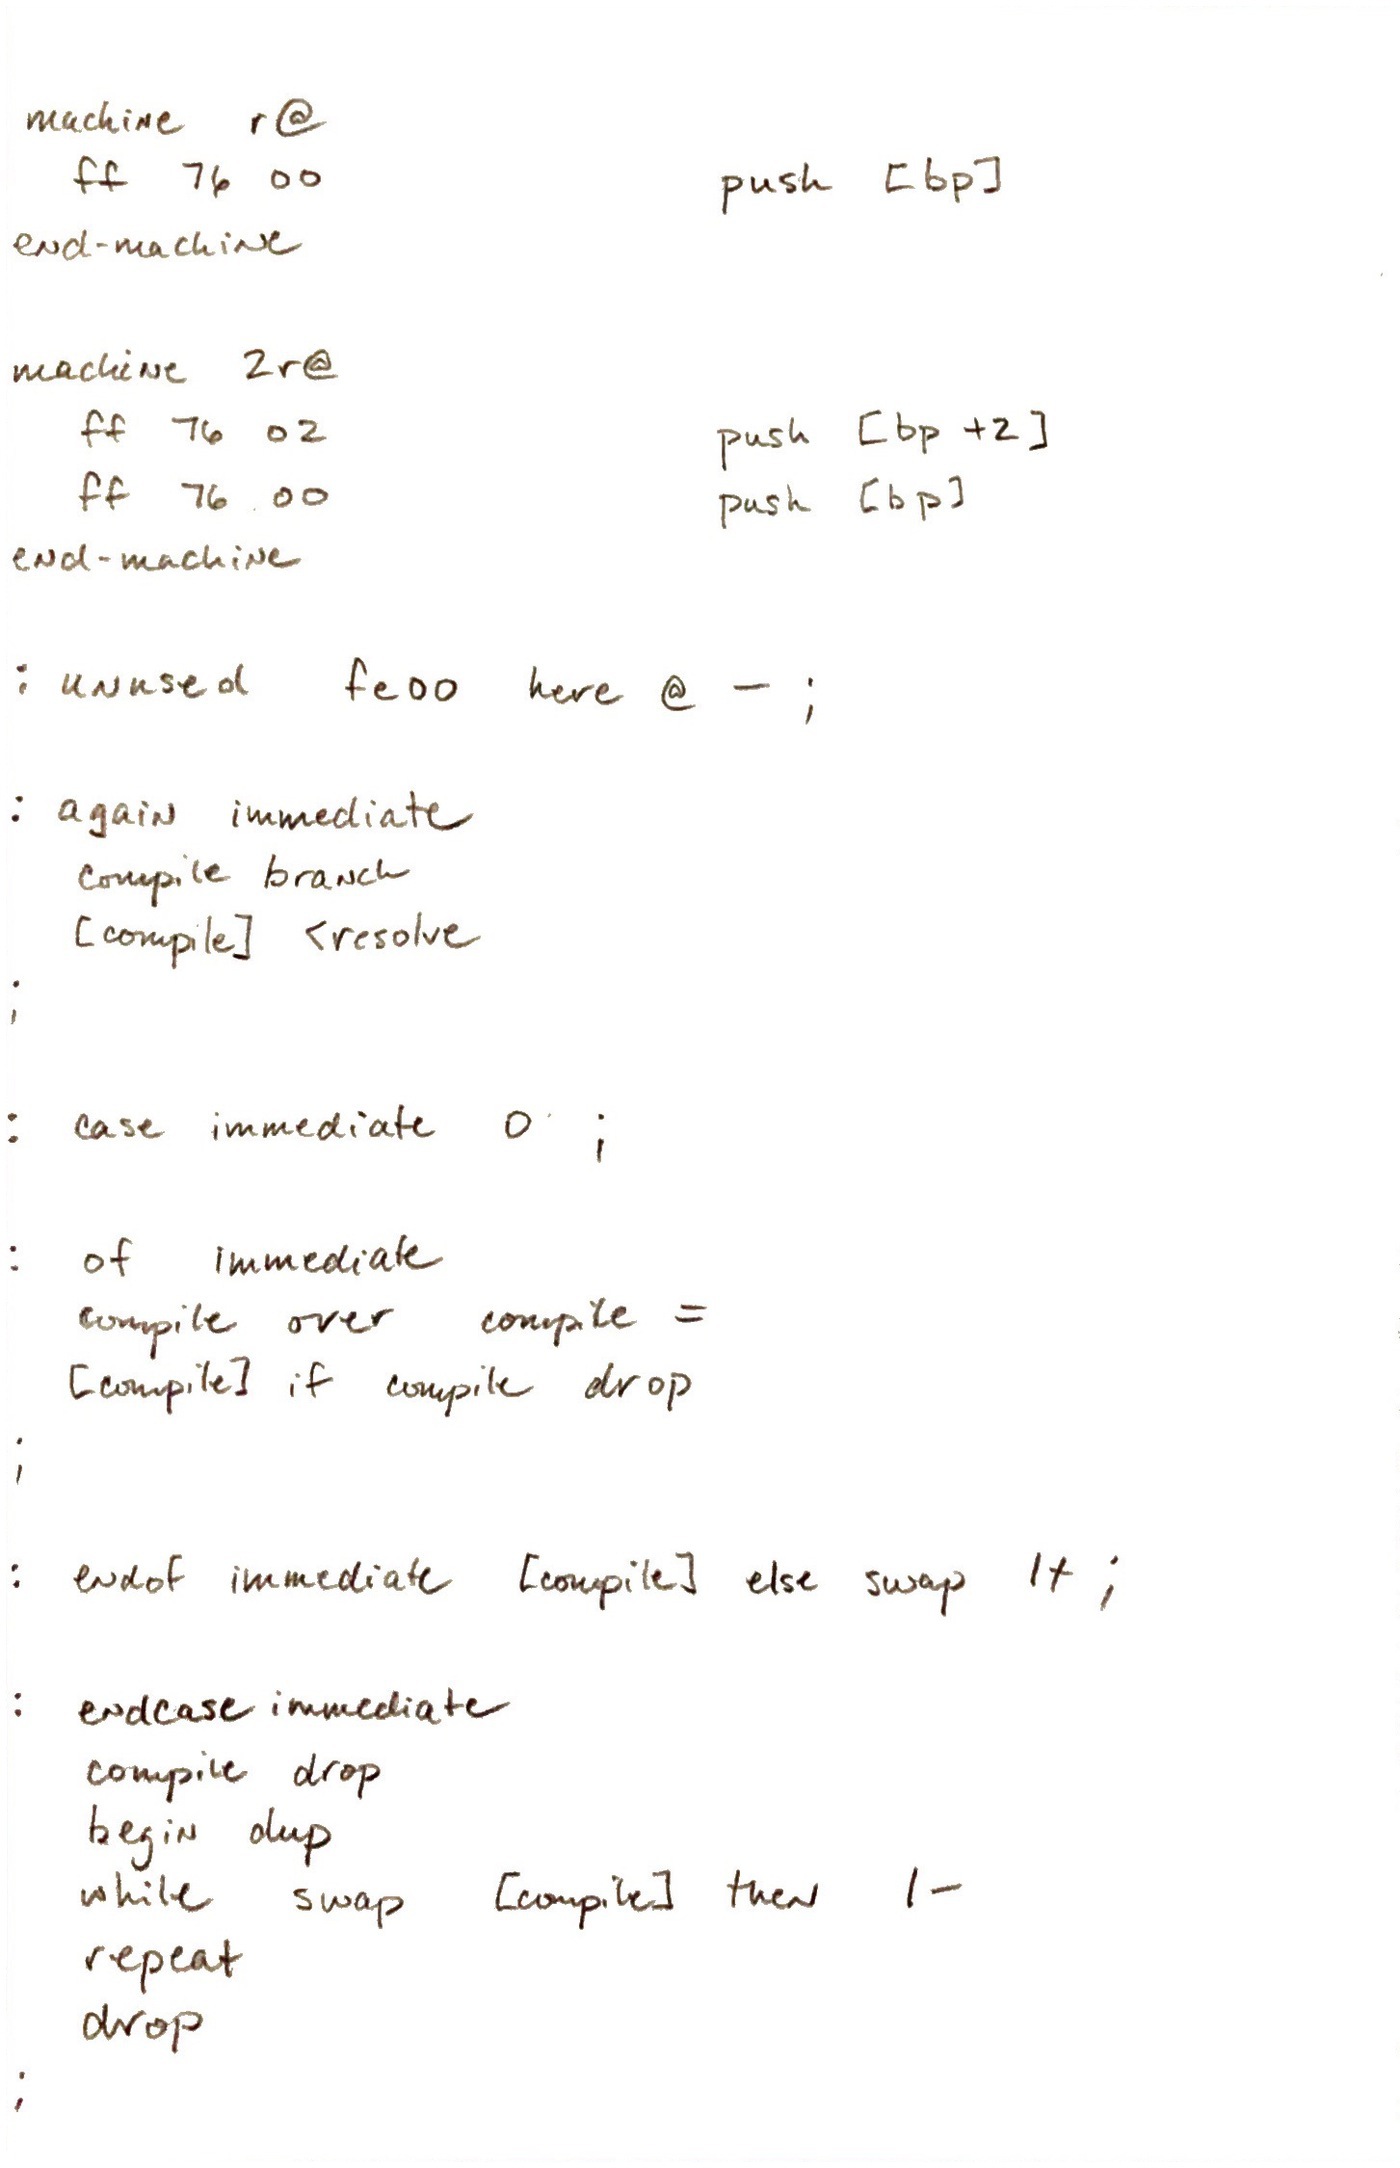 machine r@
ff 76 00 push [bp]
end-machine
machine 2r@
ff 76 02 push [bp +2]
ff 76 00 push [bp]
end-machine
: unused fe00 here @ - ;
: again immediate
compile branch
[compile] <resolve
;
: case immediate 0 ;
: of immediate
compile over compile =
[compile] if compile drop
;
: endof immediate [compile] else swap 1+ ;
: endcase immediate
compile drop
begin dup
while swap [compile] then 1-
repeat
drop
;